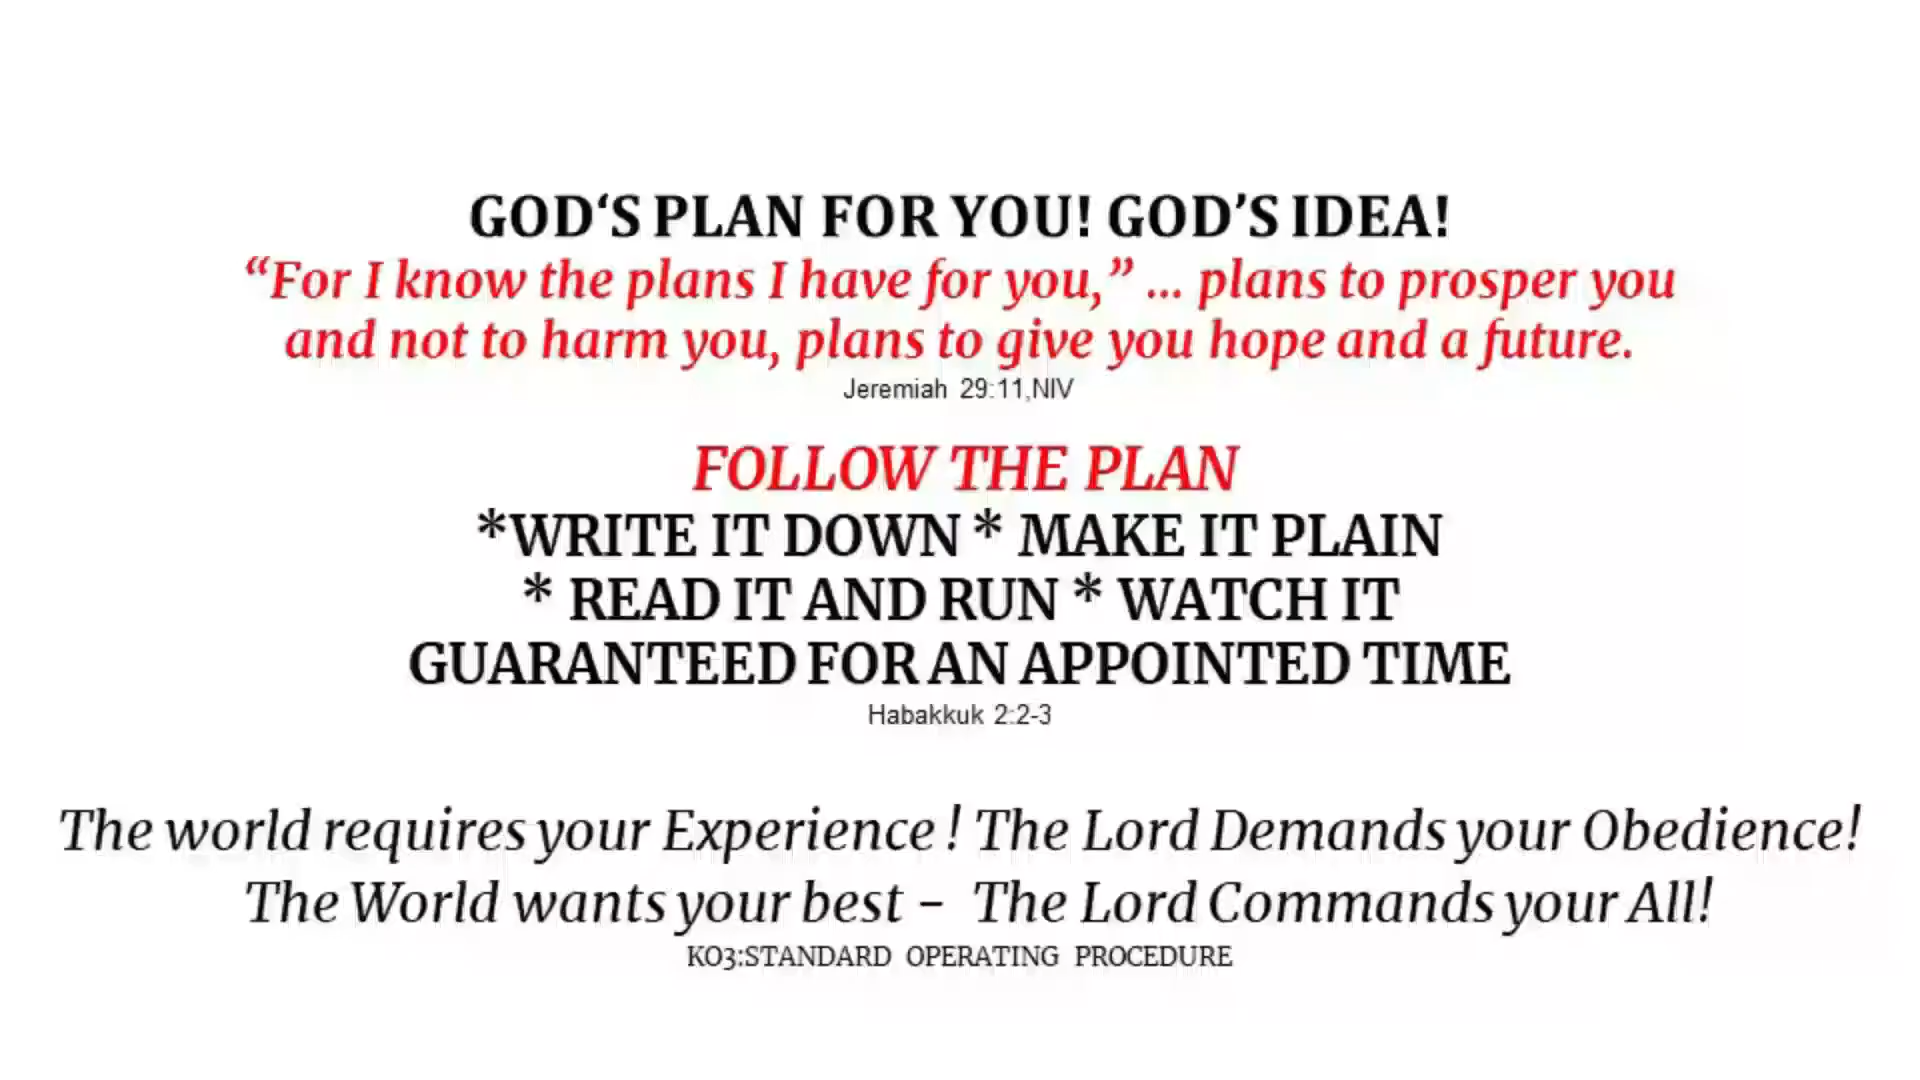 GOD‘S PLAN FOR YOU! GOD’S IDEA!
“For I know the plans I have for you,” ... plans to prosper you
and not to harm you, plans to give you hope and a future.
Jeremiah 29:11,NIV
FOLLOW THE PLAN
*WRITE IT DOWN * MAKE IT PLAIN
* READ IT AND RUN * WATCH IT
GUARANTEED FOR AN APPOINTED TIME
Habakkuk 2:2-3
The world requires your Experience ! The Lord Demands your Obedience!
The World wants your best – The Lord Commands your All!
KO3:STANDARD OPERATING PROCEDURE